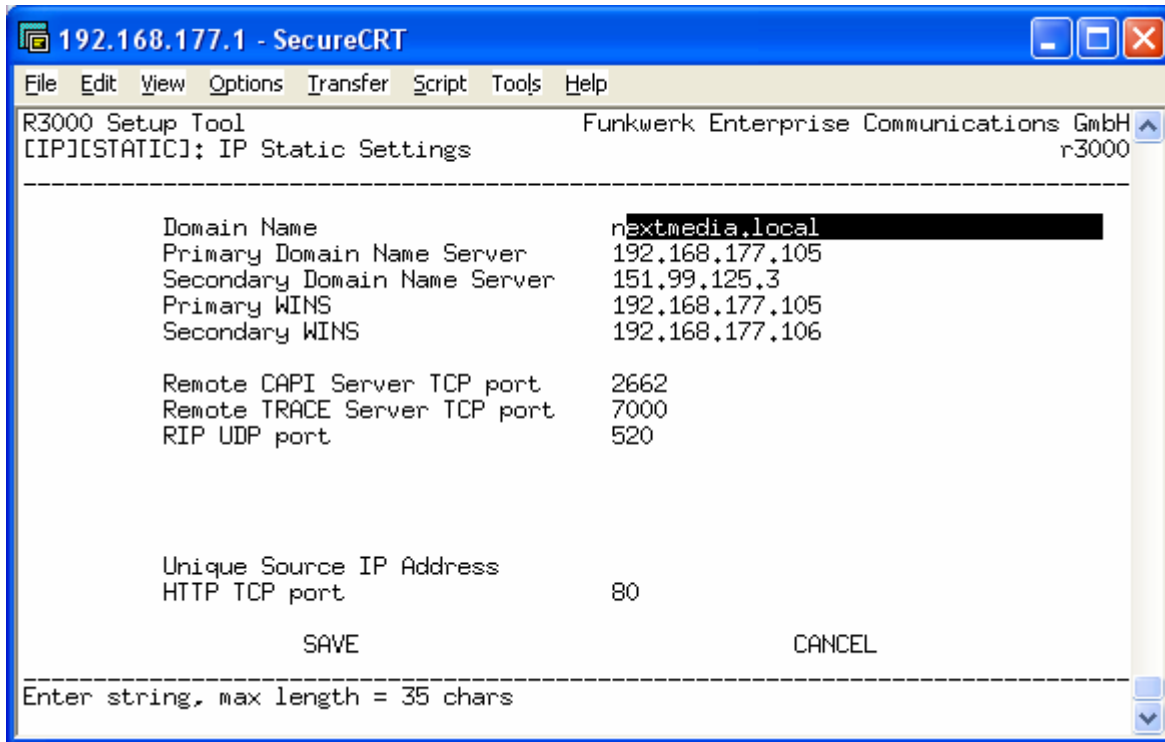 192.168.177.1 - SecureCRT
File Edit View Options Transfer Script Tools Help
R3000 Setup Tool Funkwerk Enterprise Communications GmbH
[IP][STATIC]: IP Static Settings r3000
Domain Name nextmedia.local
Primary Domain Name Server 192.168.177.105
Secondary Domain Name Server 151.99.125.3
Primary WINS 192.168.177.105
Secondary WINS 192.168.177.106
Remote CAPI Server TCP port 2662
Remote TRACE Server TCP port 7000
RIP UDP port 520
Unique Source IP Address
HTTP TCP port 80
SAVE CANCEL
Enter string, max length = 35 chars